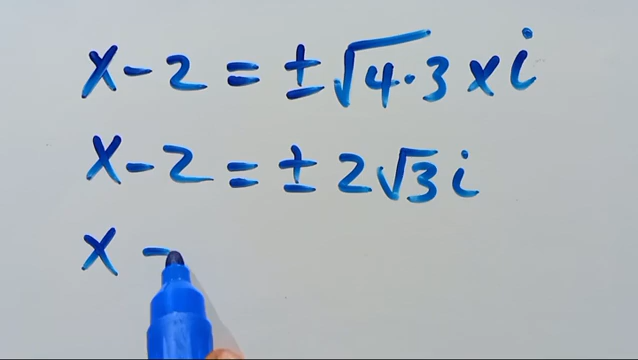 x - 2 = ± √4·3 × i
x - 2 = ± 2√3 i
x -